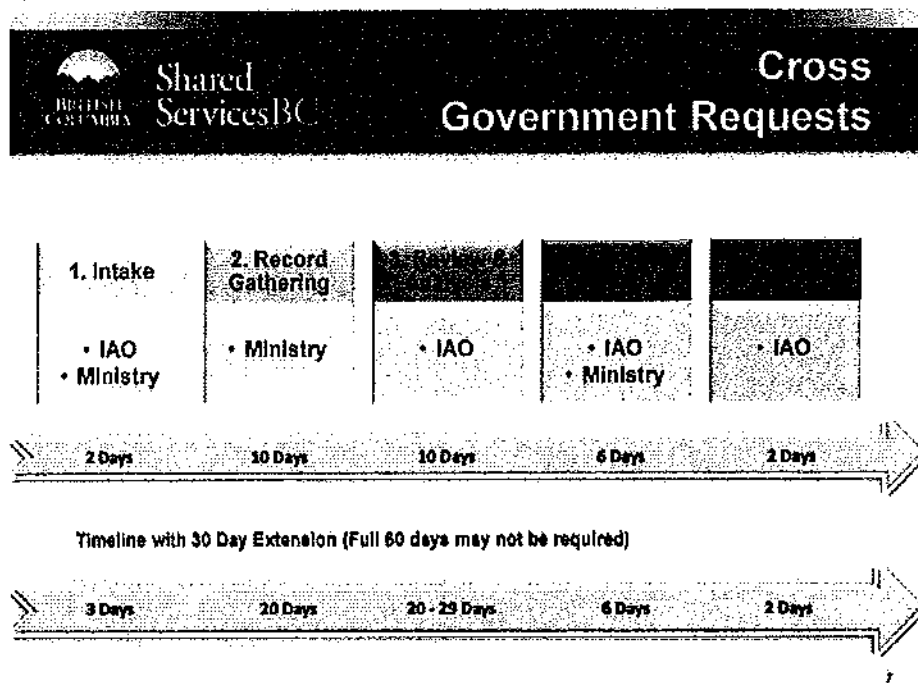 Cross
Government Requests
BRITISH
COLUMBIA
Shared
ServicesBC
1. Intake
• IAO
• Ministry
2. Record
Gathering
• Ministry
3. Review &
• IAO
• IAO
• Ministry
• IAO
2 Days
10 Days
10 Days
6 Days
2 Days
Timeline with 30 Day Extension (Full 60 days may not be required)
3 Days
20 Days
20 - 29 Days
6 Days
2 Days